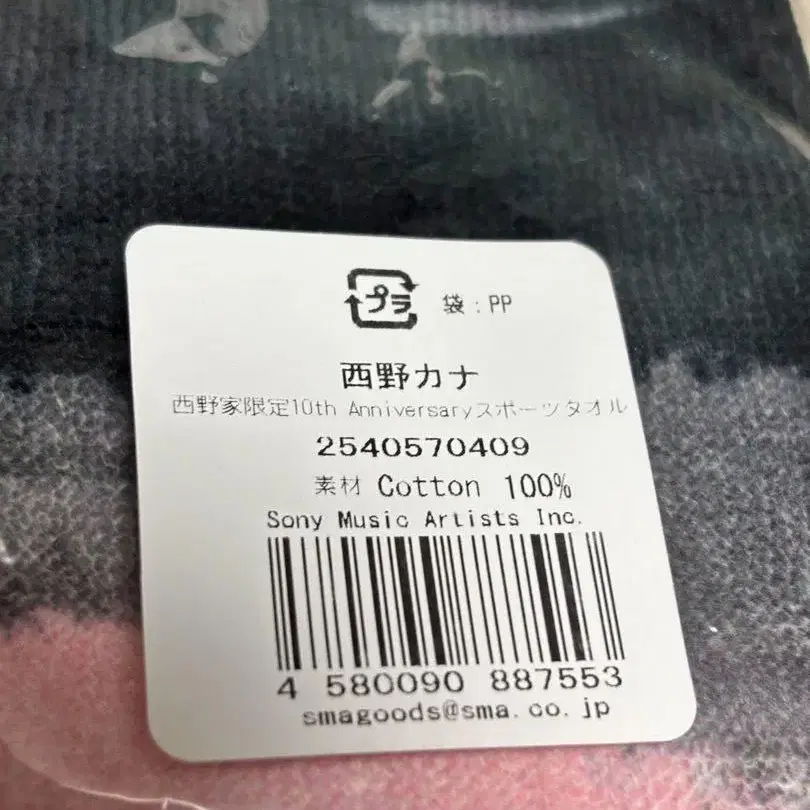 プラ 袋:PP
西野カナ
西野家限定10th Anniversaryスポーツタオル
2540570409
素材 Cotton 100%
Sony Music Artists Inc.
4 580090 887553
smagoods@sma.co.jp